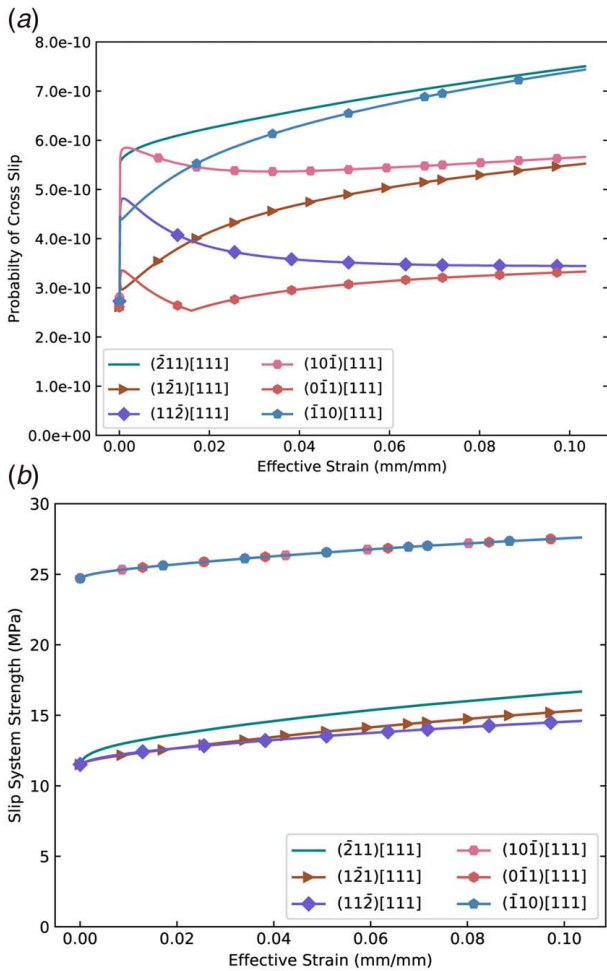 (a)
8.0e-10
7.0e-10
6.0e-10
5.0e-10
4.0e-10
3.0e-10
2.0e-10
1.0e-10
0.0e+00
Probability of Cross Slip
(2̄11)[111] (101̄)[111]
(12̄1)[111] (01̄1)[111]
(112̄)[111] (1̄10)[111]
0.00 0.02 0.04 0.06 0.08 0.10
Effective Strain (mm/mm)
(b)
30
25
20
15
10
5
0
Slip System Strength (MPa)
(2̄11)[111] (101̄)[111]
(12̄1)[111] (01̄1)[111]
(112̄)[111] (1̄10)[111]
0.00 0.02 0.04 0.06 0.08 0.10
Effective Strain (mm/mm)